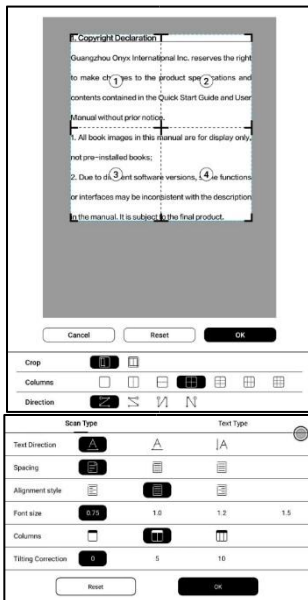 8. Copyright Declaration
Guangzhou Onyx International Inc. reserves the right
to make changes to the product specifications and
contents contained in the Quick Start Guide and User
Manual without prior notice.
1. All book images in this manual are for display only,
not pre-installed books;
2. Due to different software versions, some functions
or interfaces may be inconsistent with the description
in the manual. It is subject to the final product.
1
2
3
4
Cancel Reset OK
Crop
Columns
Direction
Scan Type Text Type
Text Direction A A A
Spacing
Alignment style
Font size 0.75 1.0 1.2 1.5
Columns
Tilting Correction 0 5 10
Reset OK